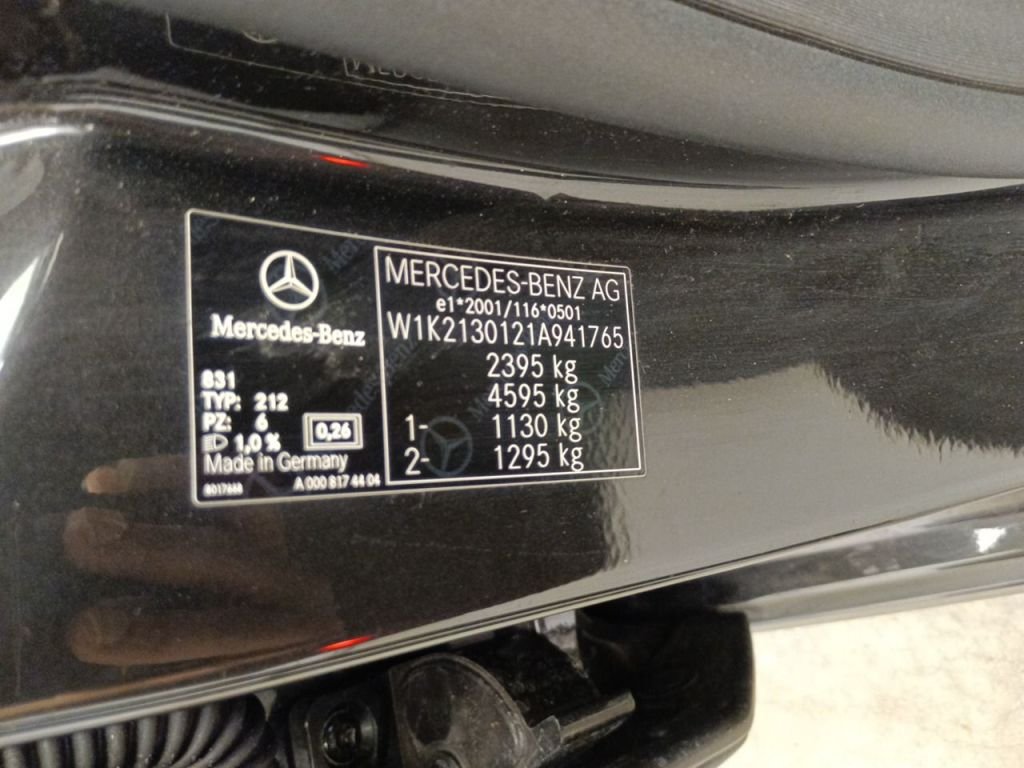 Mercedes-Benz
831
TYP: 212
PZ: 6
1,0 %
0,26
Made in Germany
8017668
A 000 817 44 04
MERCEDES-BENZ AG
e1*2001/116*0501
W1K2130121A941765
2395 kg
4595 kg
1- 1130 kg
2- 1295 kg